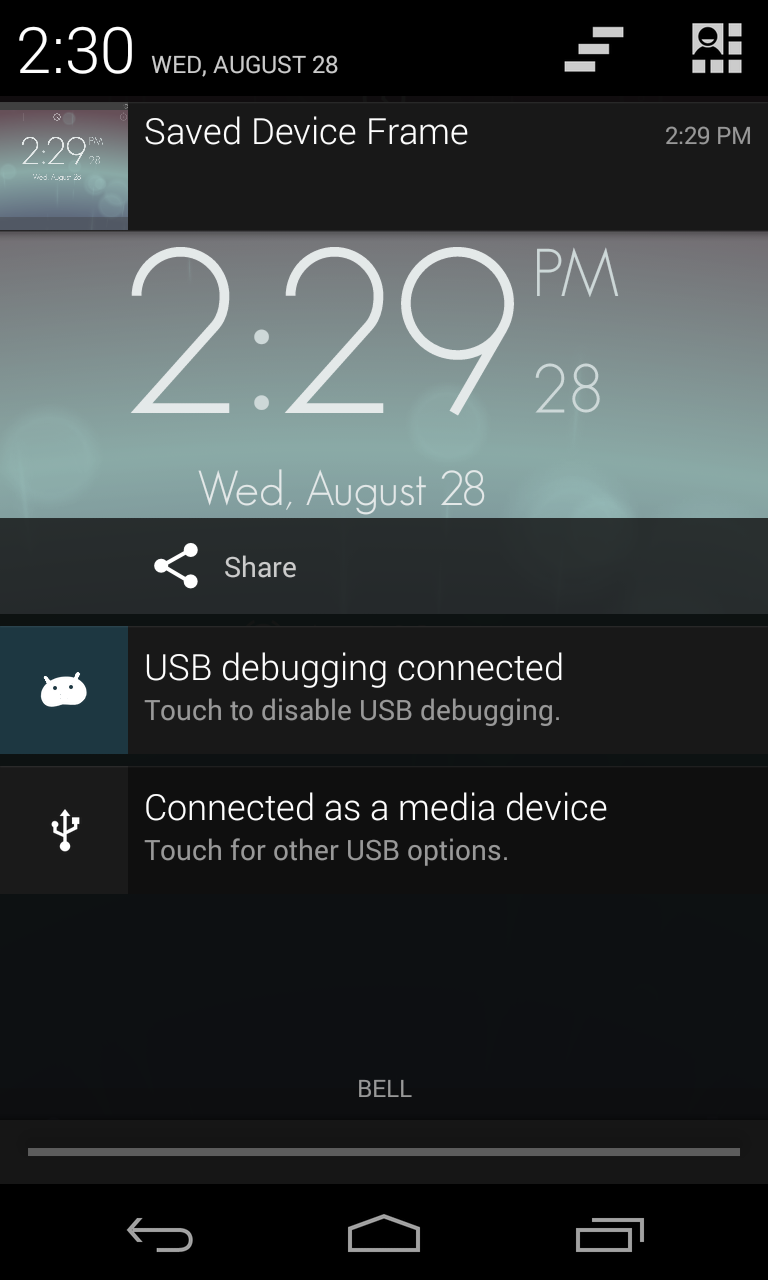 2:30 WED, AUGUST 28
Saved Device Frame 2:29 PM
2:29 PM
28
Wed, August 28
2:29 PM
28
Wed, August 28
Share
USB debugging connected
Touch to disable USB debugging.
Connected as a media device
Touch for other USB options.
BELL